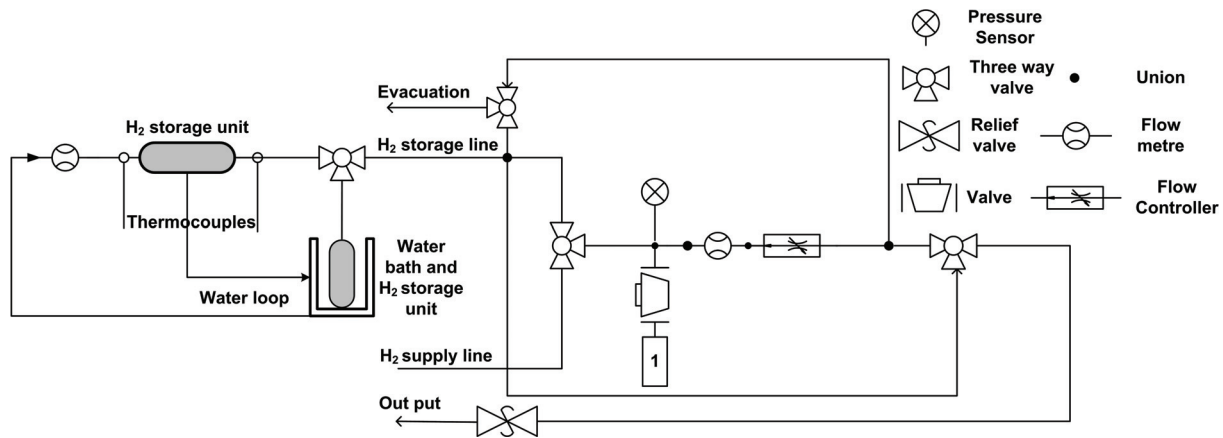 Pressure
Sensor
Three way
valve
Union
Relief
valve
Flow
metre
Valve
Flow
Controller
Evacuation
H₂ storage unit
H₂ storage line
Thermocouples
Water
bath and
H₂ storage
unit
Water loop
H₂ supply line
1
Out put